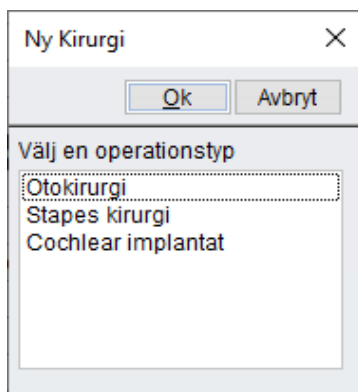 Ny Kirurgi
Ok Avbryt
Välj en operationstyp
Otokirurgi
Stapes kirurgi
Cochlear implantat